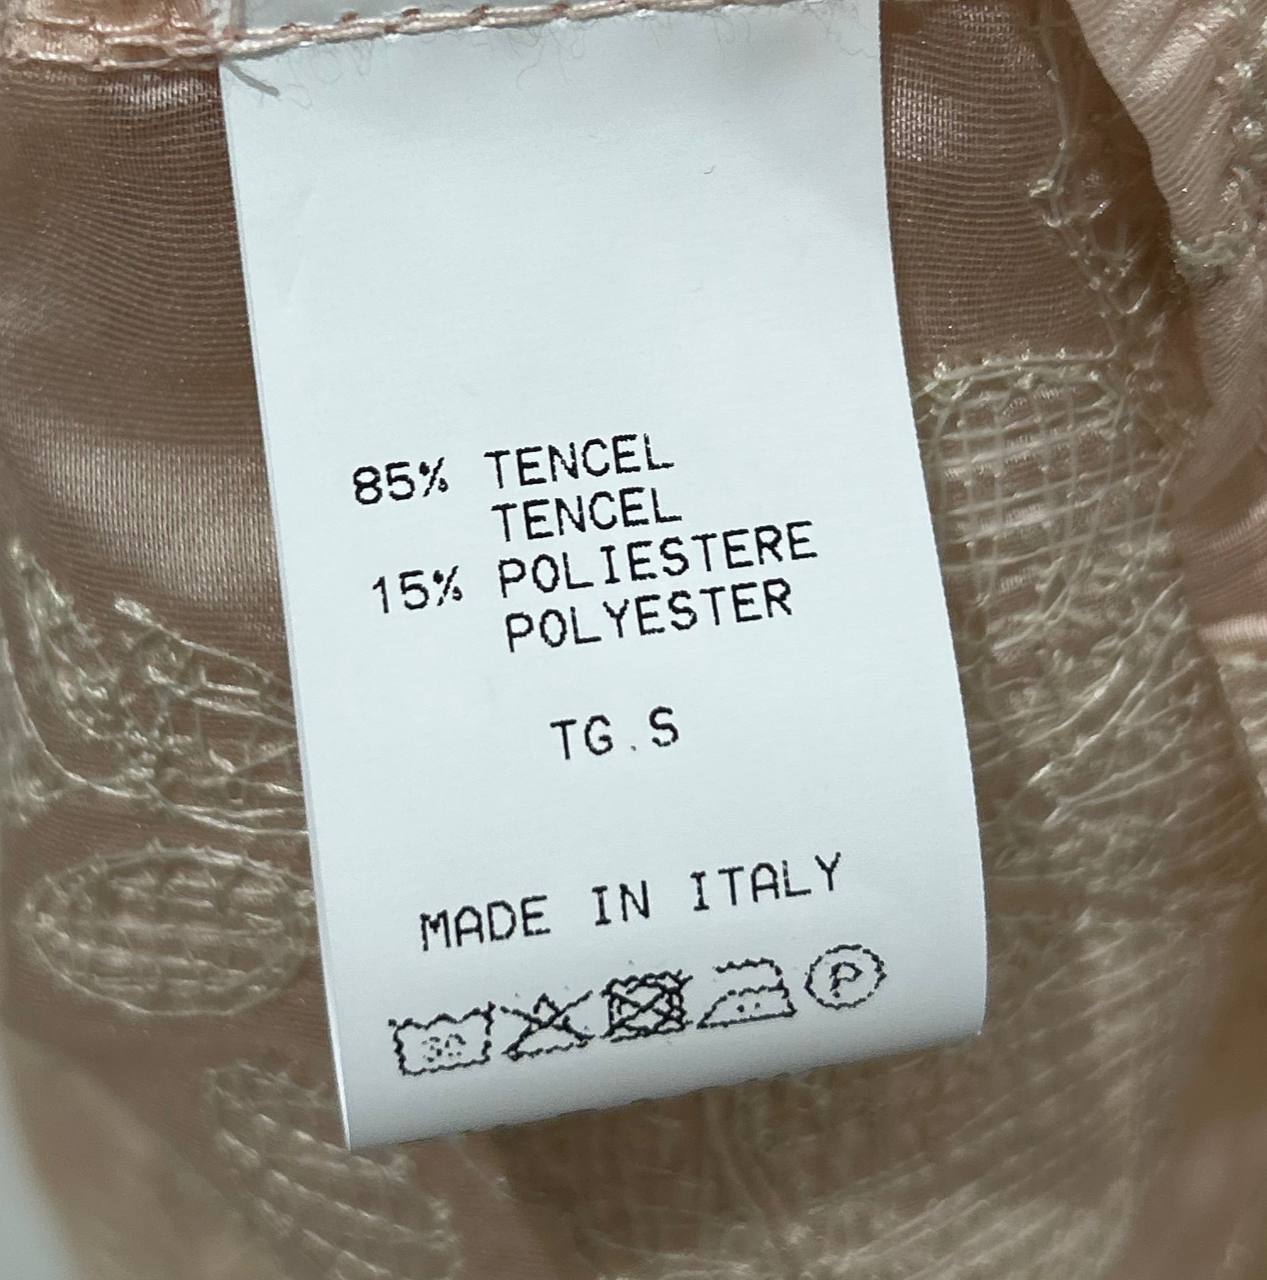 85% TENCEL
TENCEL
15% POLIESTERE
POLYESTER
TG.S
MADE IN ITALY
30
P